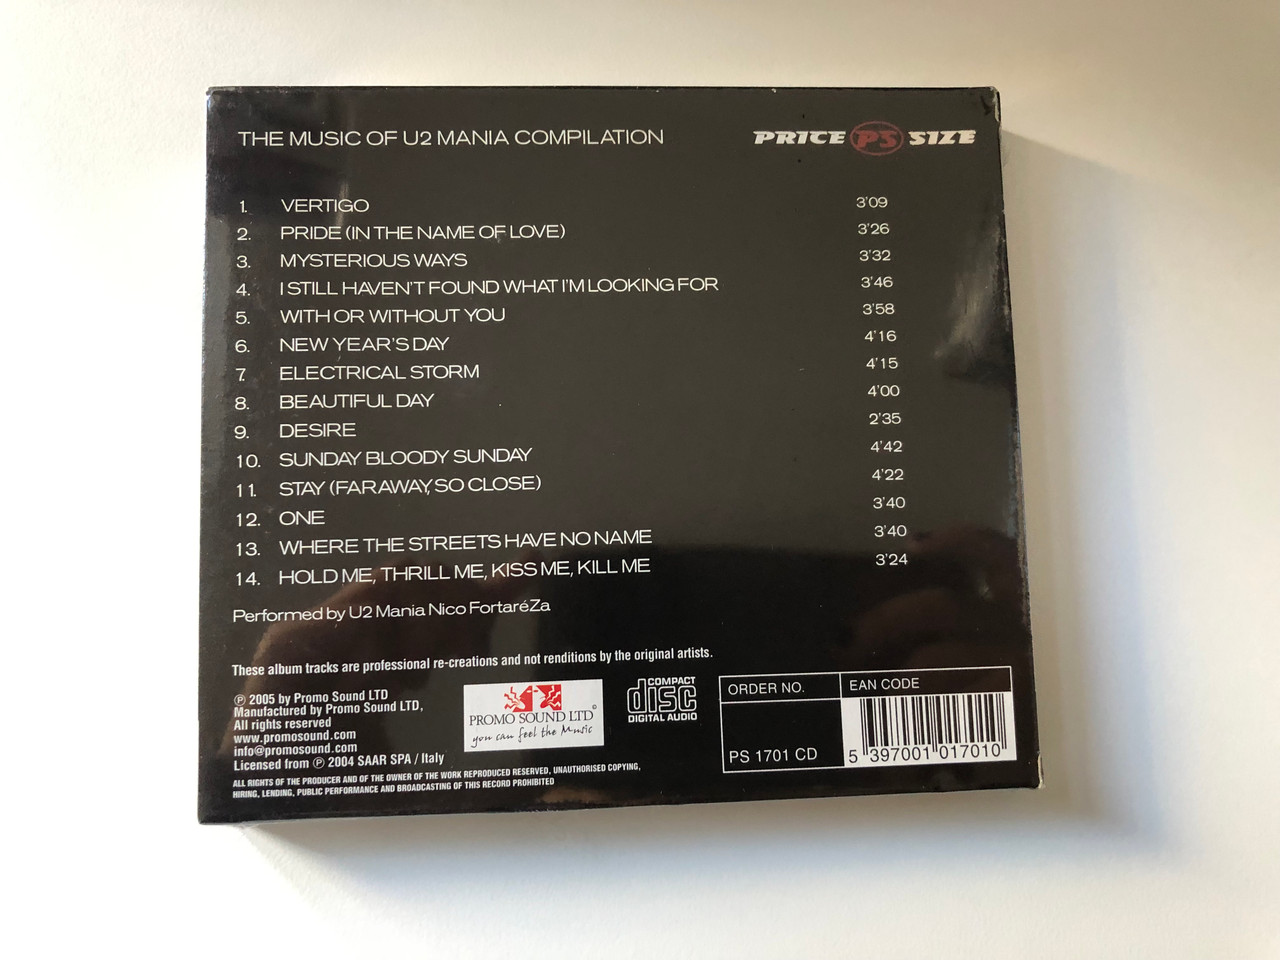 THE MUSIC OF U2 MANIA COMPILATION
PRICE PS SIZE
1. VERTIGO 3'09
2. PRIDE (IN THE NAME OF LOVE) 3'26
3. MYSTERIOUS WAYS 3'32
4. I STILL HAVEN'T FOUND WHAT I'M LOOKING FOR 3'46
5. WITH OR WITHOUT YOU 3'58
6. NEW YEAR'S DAY 4'16
7. ELECTRICAL STORM 4'15
8. BEAUTIFUL DAY 4'00
9. DESIRE 2'35
10. SUNDAY BLOODY SUNDAY 4'42
11. STAY (FARAWAY, SO CLOSE) 4'22
12. ONE 3'40
13. WHERE THE STREETS HAVE NO NAME 3'40
14. HOLD ME, THRILL ME, KISS ME, KILL ME 3'24
Performed by U2 Mania Nico FortaréZa
These album tracks are professional re-creations and not renditions by the original artists.
℗ 2005 by Promo Sound LTD
Manufactured by Promo Sound LTD,
All rights reserved
www.promosound.com
info@promosound.com
Licensed from ℗ 2004 SAAR SPA / Italy
ALL RIGHTS OF THE PRODUCER AND OF THE OWNER OF THE WORK REPRODUCED RESERVED, UNAUTHORISED COPYING,
HIRING, LENDING, PUBLIC PERFORMANCE AND BROADCASTING OF THIS RECORD PROHIBITED
PROMO SOUND LTD©
you can feel the Music
COMPACT
disc
DIGITAL AUDIO
ORDER NO. EAN CODE
PS 1701 CD
5 397001 017010